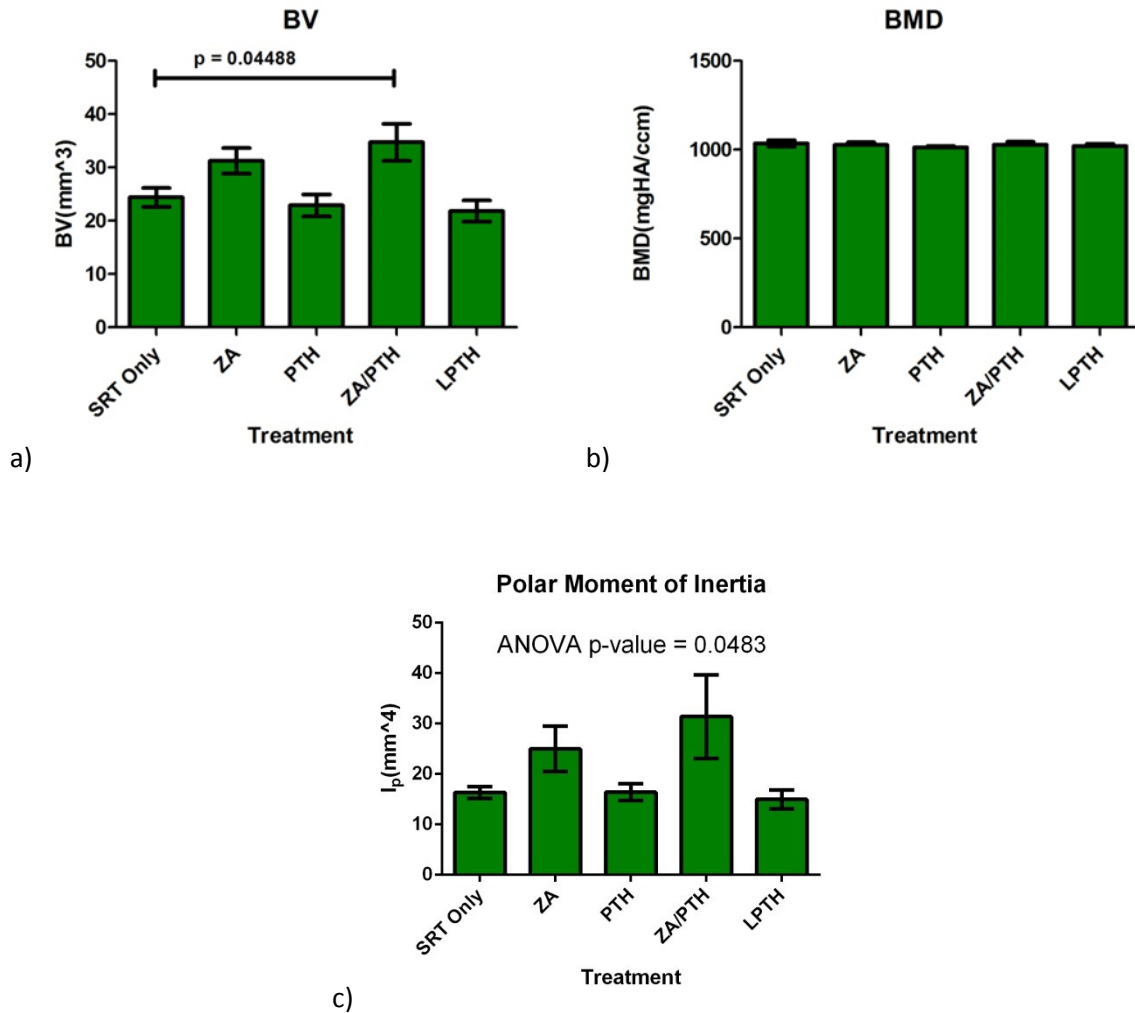 BV
p = 0.04488
BV(mm^3)
50
40
30
20
10
0
SRT Only
ZA
PTH
ZA/PTH
LPTH
Treatment
a)
BMD
BMD(mgHA/ccm)
1500
1000
500
0
SRT Only
ZA
PTH
ZA/PTH
LPTH
Treatment
b)
Polar Moment of Inertia
ANOVA p-value = 0.0483
Ip(mm^4)
50
40
30
20
10
0
SRT Only
ZA
PTH
ZA/PTH
LPTH
Treatment
c)